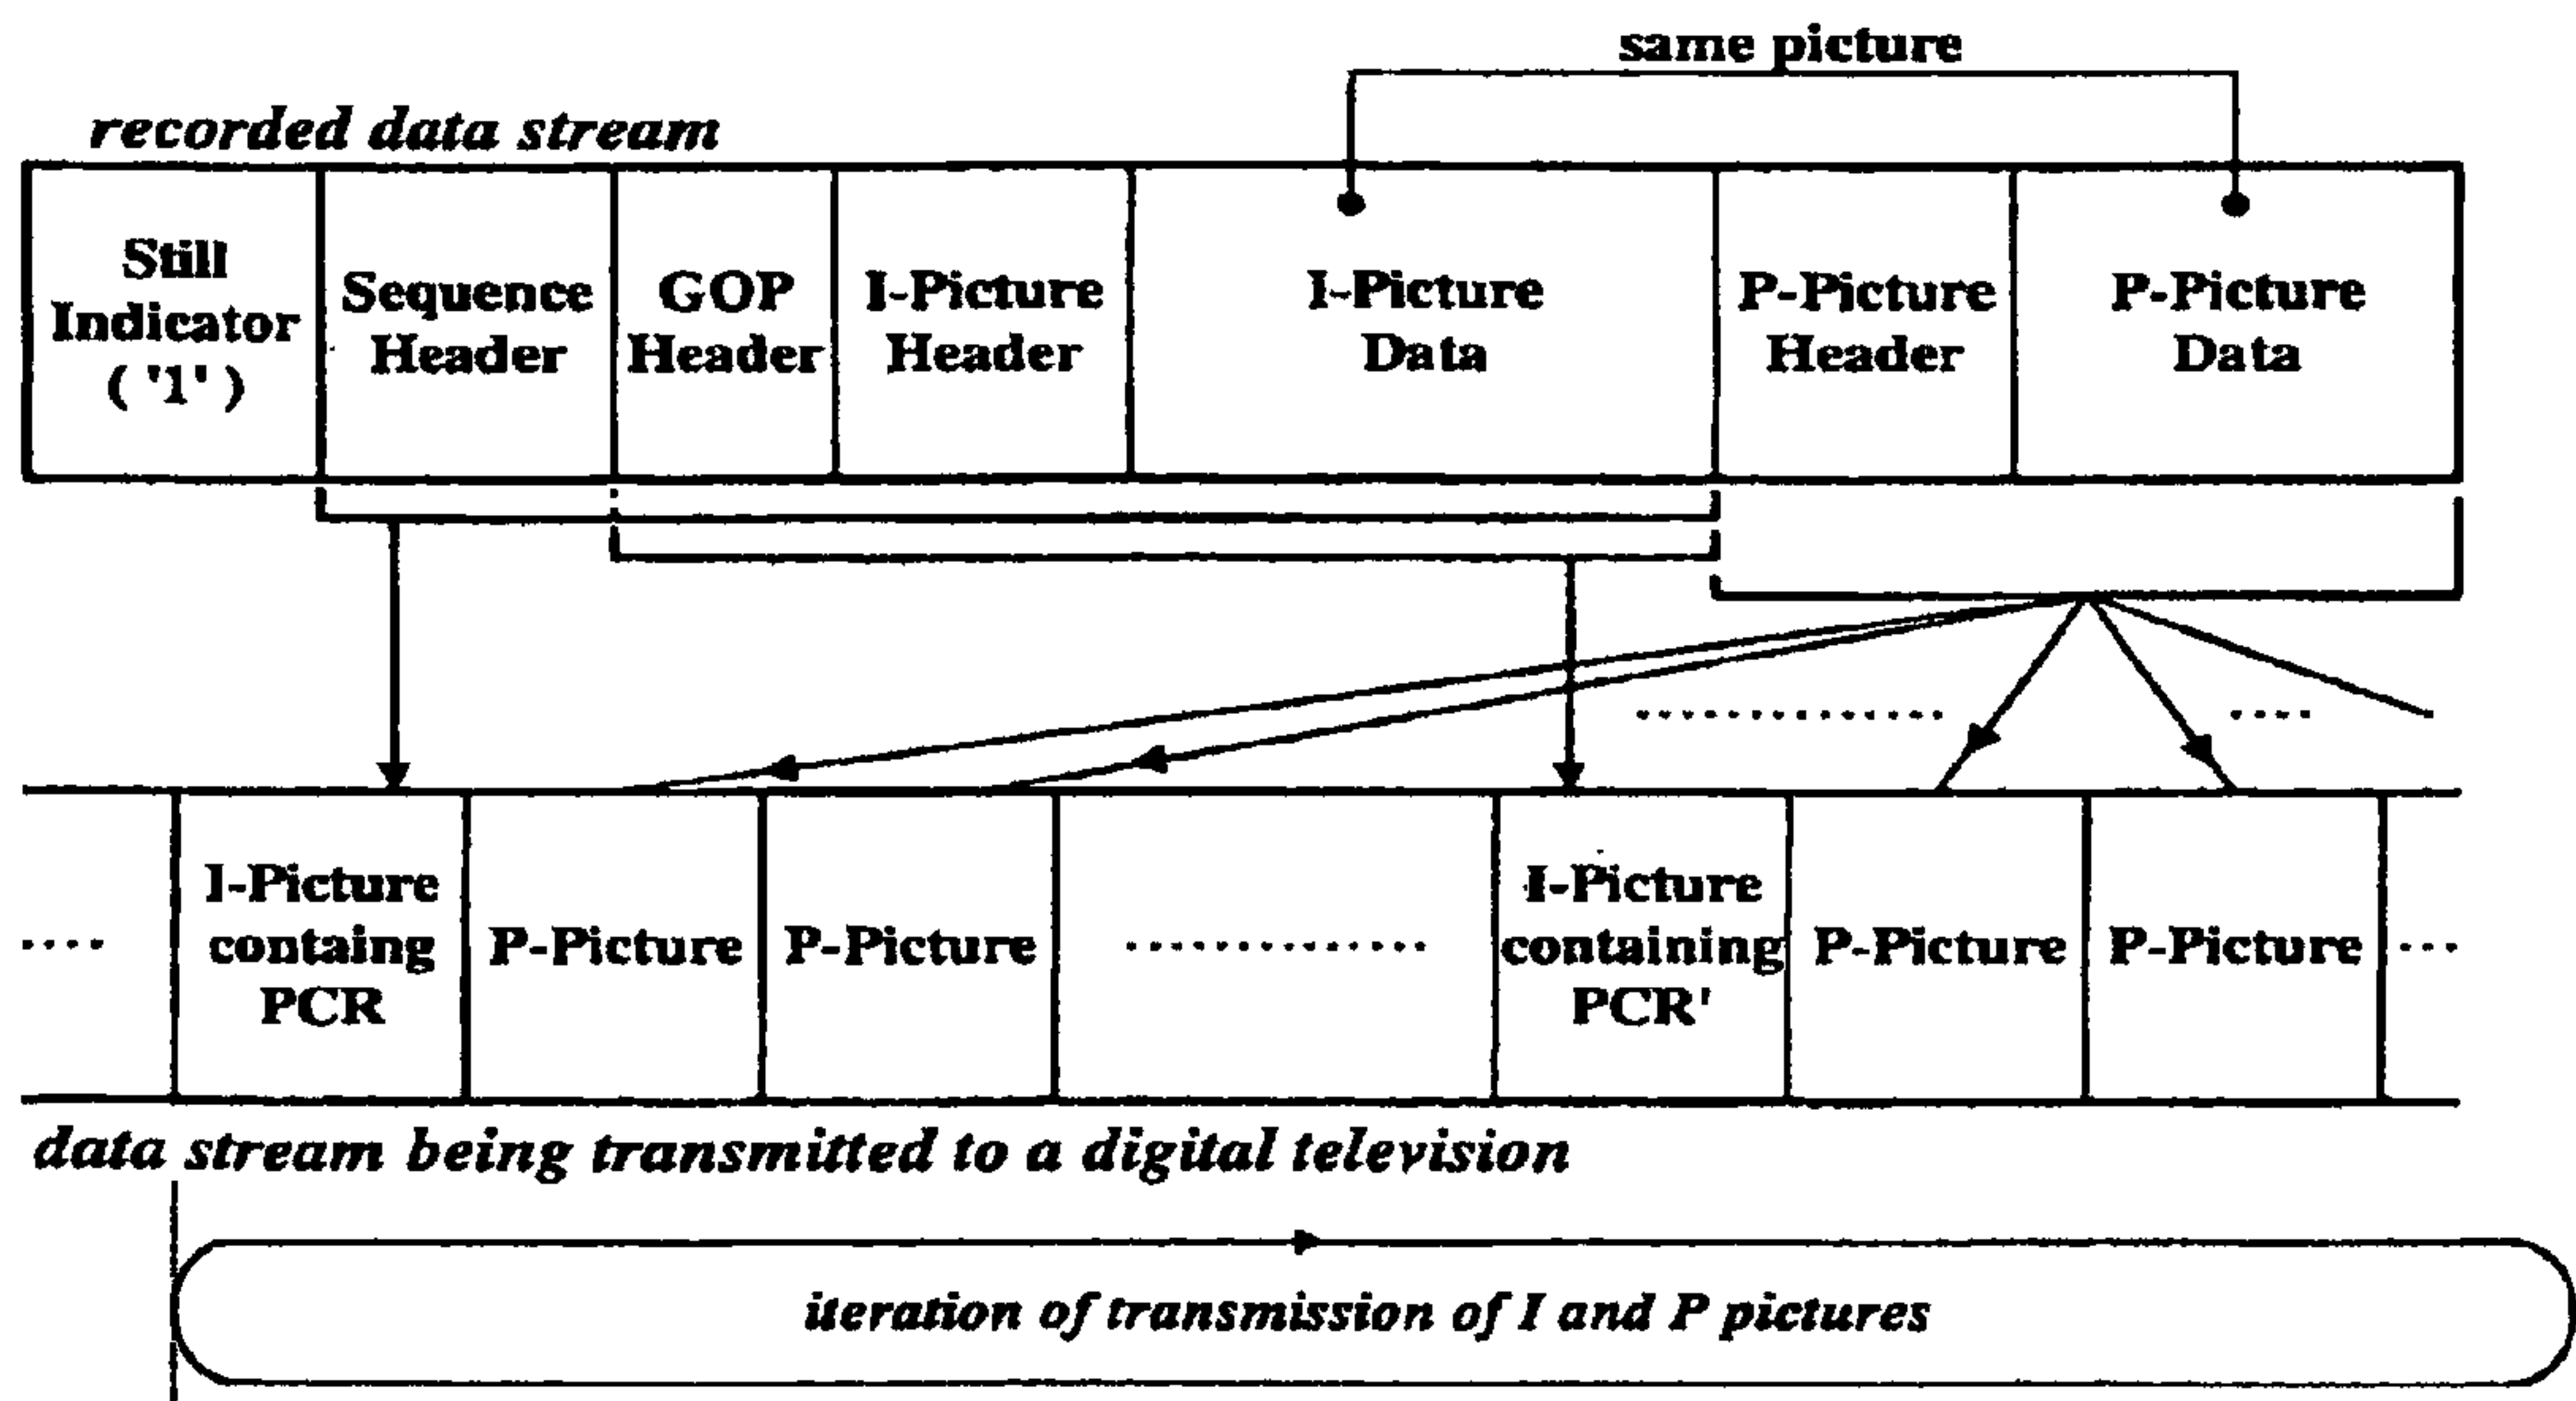 same picture
recorded data stream
Still
Indicator
( '1' )
Sequence
Header
GOP
Header
I-Picture
Header
I-Picture
Data
P-Picture
Header
P-Picture
Data
.............
....
....
I-Picture
containg
PCR
P-Picture
P-Picture
.............
I-Picture
containing
PCR'
P-Picture
P-Picture
...
data stream being transmitted to a digital television
iteration of transmission of I and P pictures